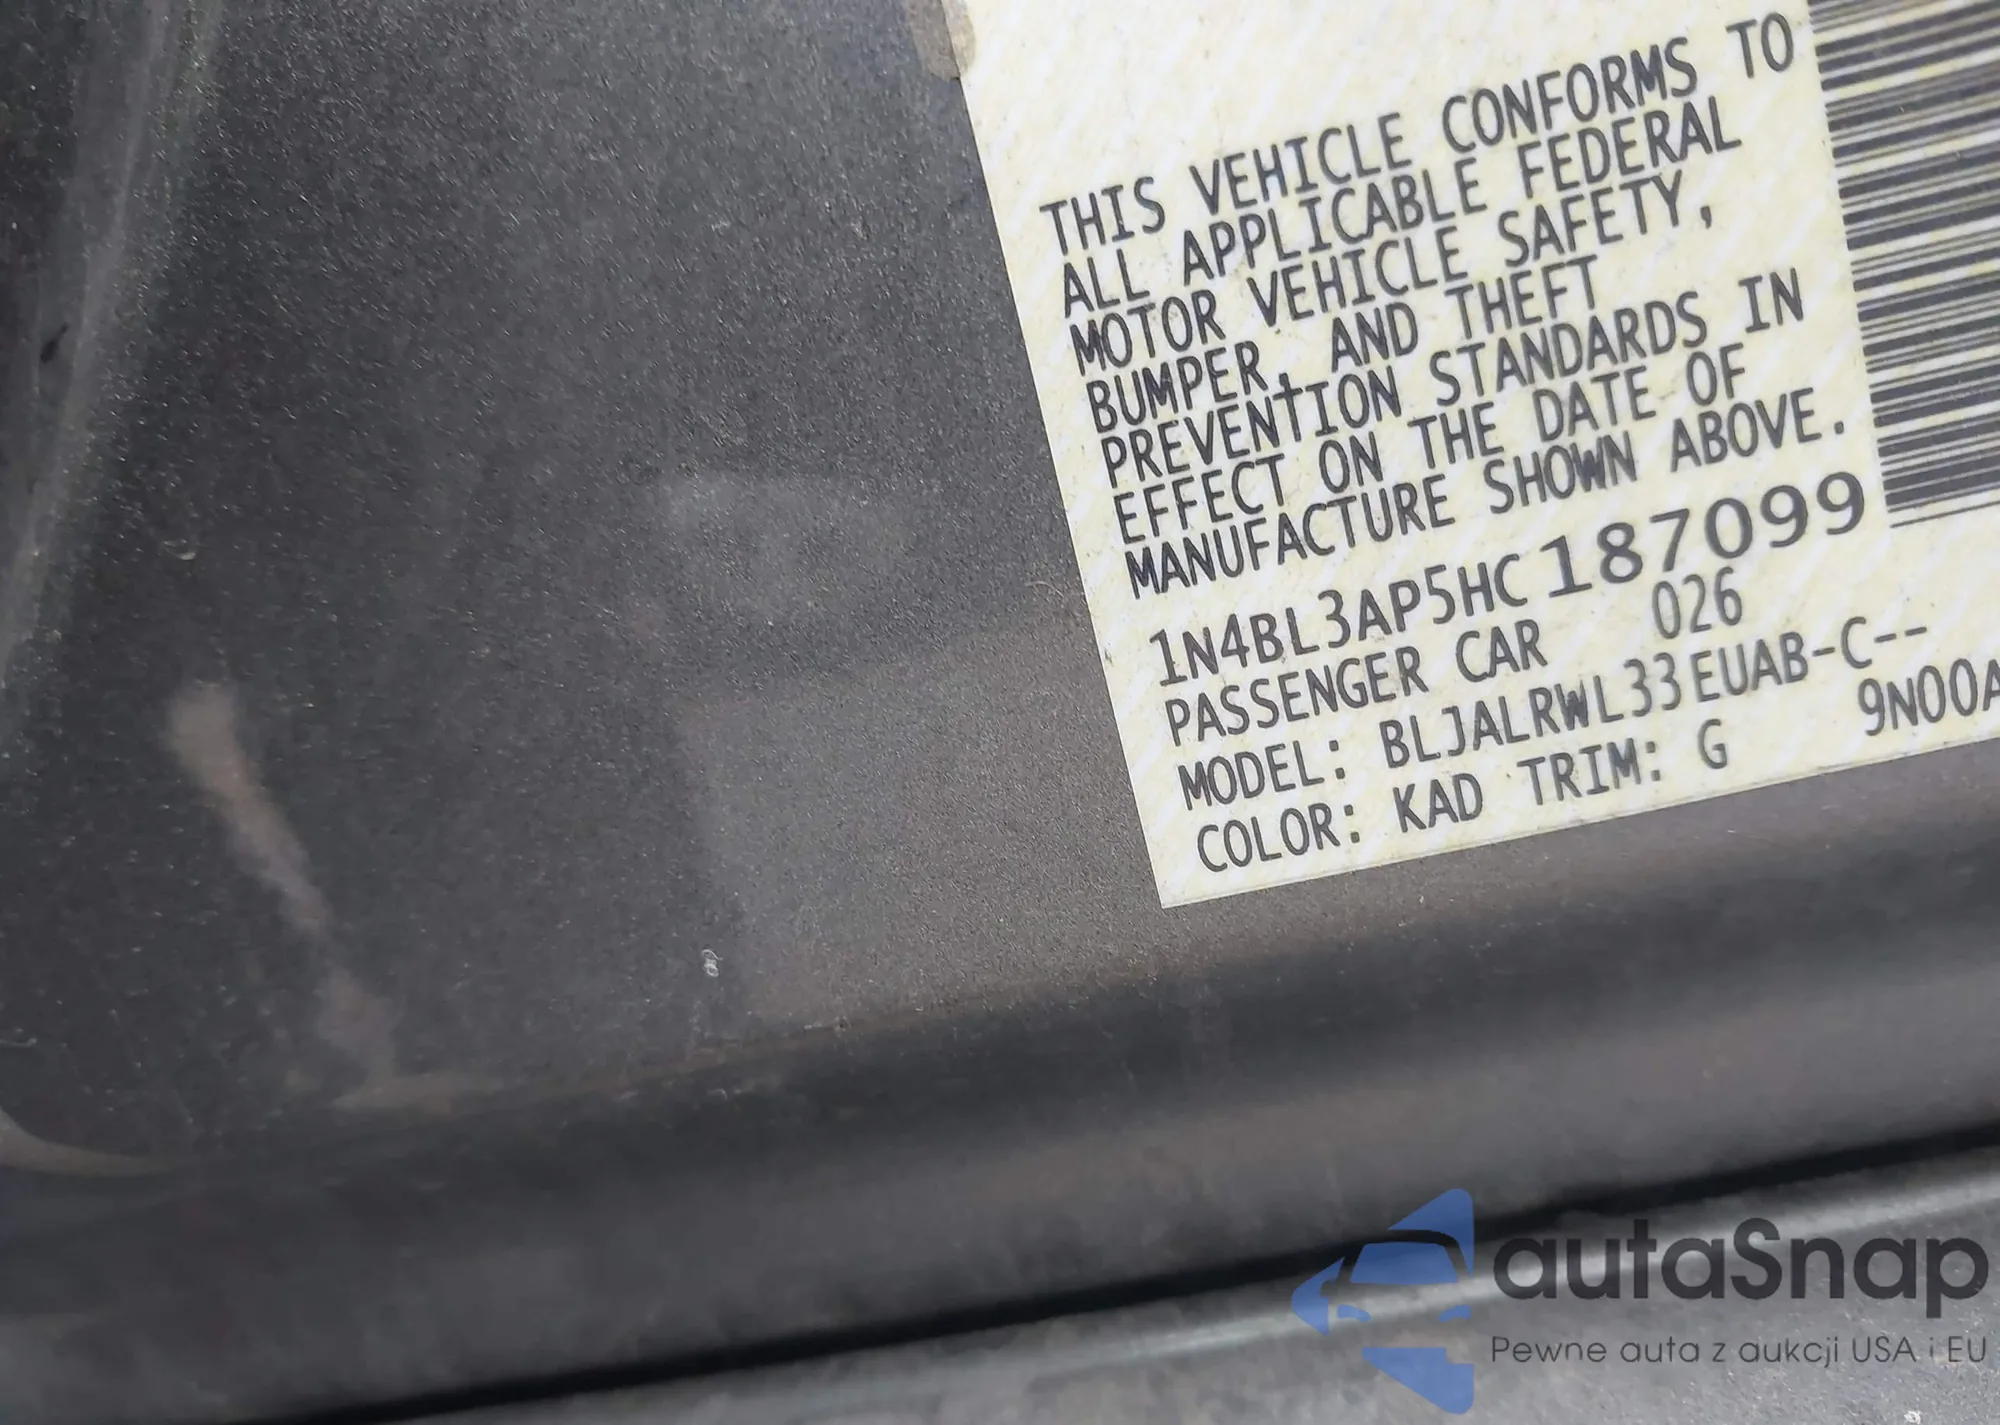 THIS VEHICLE CONFORMS TO
ALL APPLICABLE FEDERAL
MOTOR VEHICLE SAFETY,
BUMPER, AND THEFT
PREVENTION STANDARDS IN
EFFECT ON THE DATE OF
MANUFACTURE SHOWN ABOVE.
1N4BL3AP5HC187099
PASSENGER CAR 026
MODEL: BLJALRWL33EUAB-C--
COLOR: KAD TRIM: G 9N00A
autaSnap
Pewne auta z aukcji USA i EU